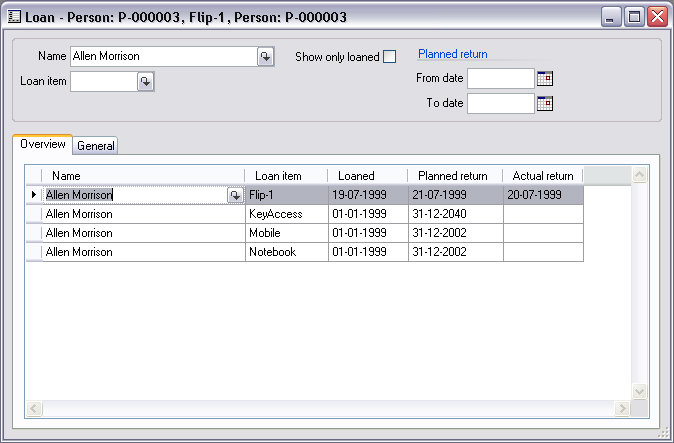 Loan - Person: P-000003, Flip-1, Person: P-000003
Name Allen Morrison Show only loaned Planned return
Loan item From date
To date
Overview General
Name Loan item Loaned Planned return Actual return
Allen Morrison Flip-1 19-07-1999 21-07-1999 20-07-1999
Allen Morrison KeyAccess 01-01-1999 31-12-2040
Allen Morrison Mobile 01-01-1999 31-12-2002
Allen Morrison Notebook 01-01-1999 31-12-2002